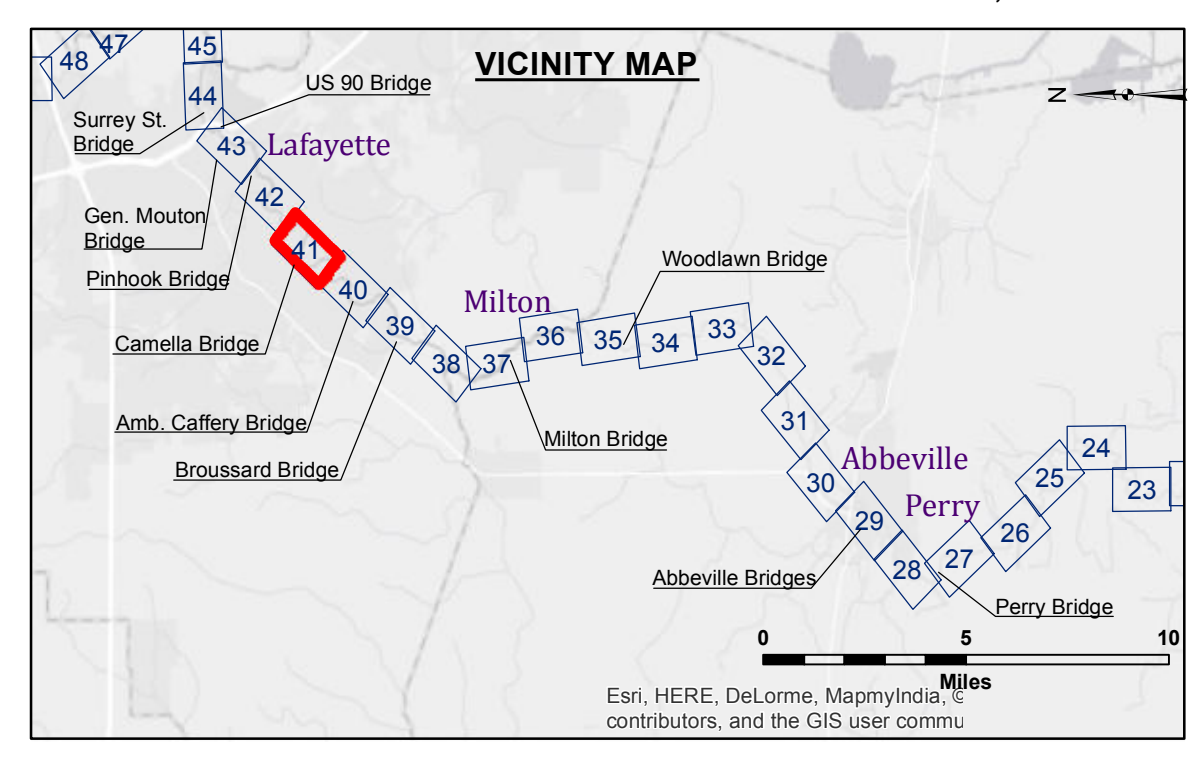 VICINITY MAP
47
45
48
US 90 Bridge
44
N
Surrey St.
Bridge
43
Lafayette
42
Gen. Mouton
Bridge
41
Pinhook Bridge
Woodlawn Bridge
40
Milton
39
36
35
34
33
Camella Bridge
38
37
32
Amb. Caffery Bridge
31
Milton Bridge
24
Broussard Bridge
Abbeville
30
25
23
Perry
29
26
27
28
Abbeville Bridges
Perry Bridge
0
5
10
Miles
Esri, HERE, DeLorme, MapmyIndia, ©
contributors, and the GIS user commu